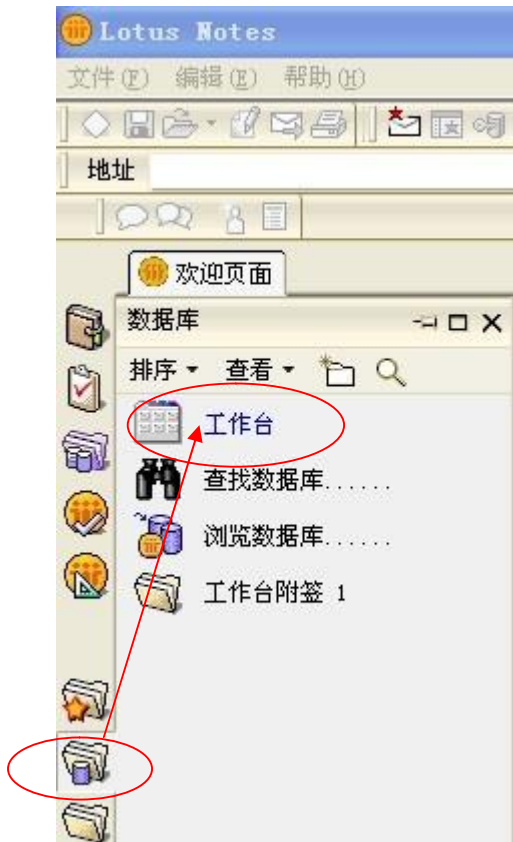 Lotus Notes
文件(F) 编辑(E) 帮助(H)
地址
欢迎页面
数据库
排序 查看
工作台
查找数据库......
浏览数据库......
工作台附签 1